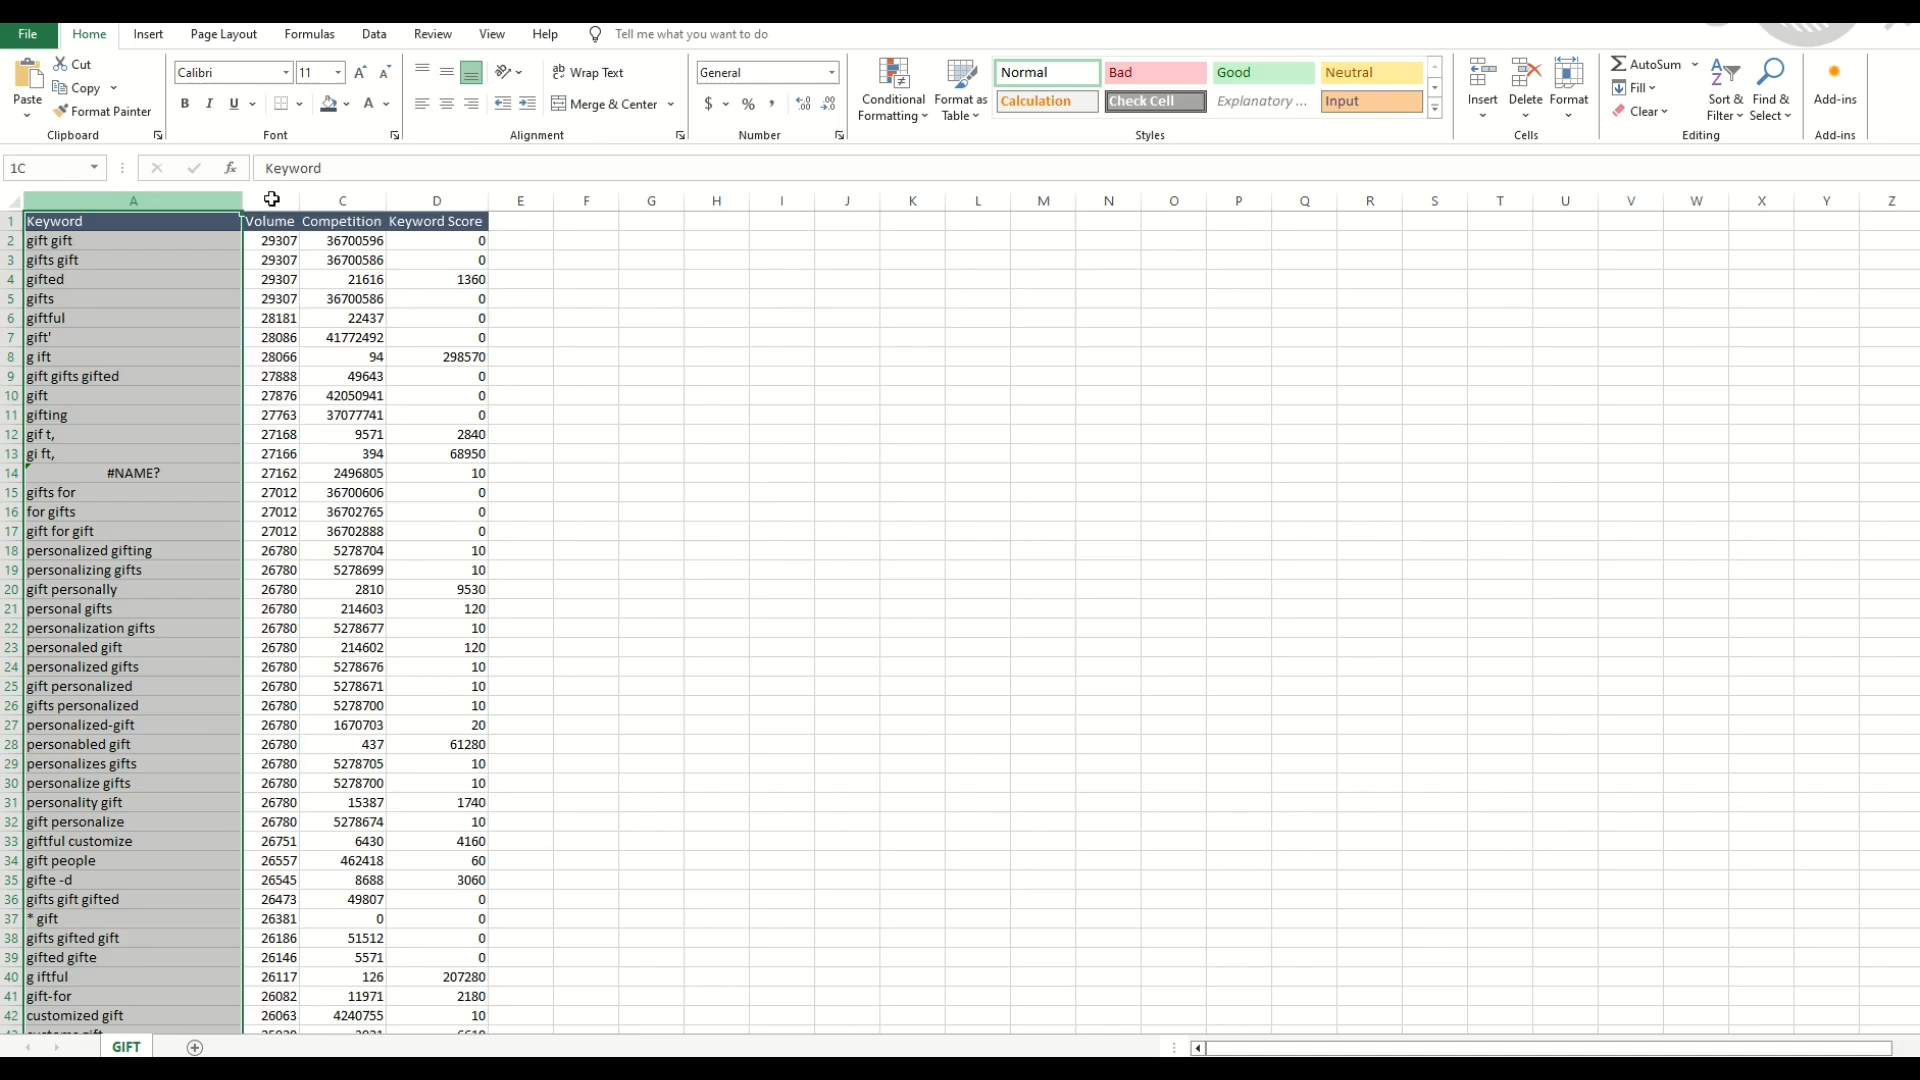 File Home Insert Page Layout Formulas Data Review View Help Tell me what you want to do
Paste Cut Copy Format Painter Clipboard
Calibri 11 A A B I U A Font
Wrap Text Merge & Center Alignment
General $ % , Number
Conditional Formatting Format as Table
Normal Bad Good Neutral
Calculation Check Cell Explanatory ... Input
Styles
Insert Delete Format Cells
AutoSum Fill Clear Sort & Filter Find & Select Editing
Add-ins Add-ins
1C fx Keyword
A C D E F G H I J K L M N O P Q R S T U V W X Y Z
1 Keyword Volume Competition Keyword Score
2 gift gift 29307 36700596 0
3 gifts gift 29307 36700586 0
4 gifted 29307 21616 1360
5 gifts 29307 36700586 0
6 giftful 28181 22437 0
7 gift' 28086 41772492 0
8 g ift 28066 94 298570
9 gift gifts gifted 27888 49643 0
10 gift 27876 42050941 0
11 gifting 27763 37077741 0
12 gif t, 27168 9571 2840
13 gi ft, 27166 394 68950
14 #NAME? 27162 2496805 10
15 gifts for 27012 36700606 0
16 for gifts 27012 36702765 0
17 gift for gift 27012 36702888 0
18 personalized gifting 26780 5278704 10
19 personalizing gifts 26780 5278699 10
20 gift personally 26780 2810 9530
21 personal gifts 26780 214603 120
22 personalization gifts 26780 5278677 10
23 personaled gift 26780 214602 120
24 personalized gifts 26780 5278676 10
25 gift personalized 26780 5278671 10
26 gifts personalized 26780 5278700 10
27 personalized-gift 26780 1670703 20
28 personabled gift 26780 437 61280
29 personalizes gifts 26780 5278705 10
30 personalize gifts 26780 5278700 10
31 personality gift 26780 15387 1740
32 gift personalize 26780 5278674 10
33 giftful customize 26751 6430 4160
34 gift people 26557 462418 60
35 gifte -d 26545 8688 3060
36 gifts gift gifted 26473 49807 0
37 * gift 26381 0 0
38 gifts gifted gift 26186 51512 0
39 gifted gifte 26146 5571 0
40 g iftful 26117 126 207280
41 gift-for 26082 11971 2180
42 customized gift 26063 4240755 10
GIFT